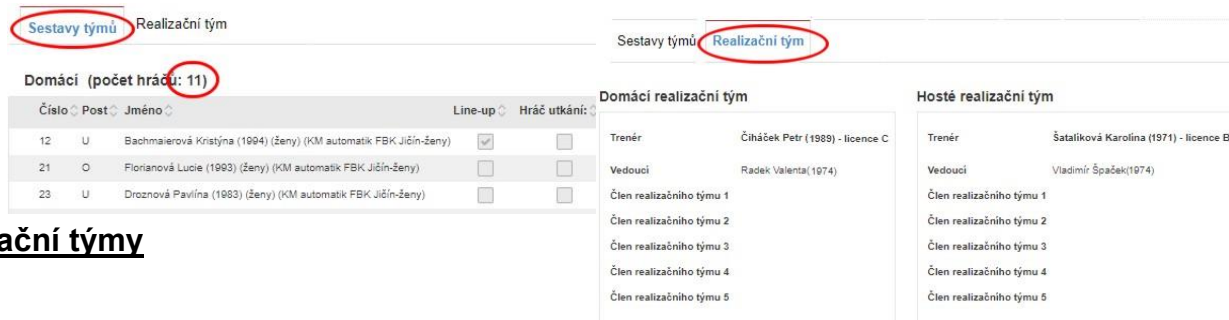 Sestavy týmů Realizační tým
Domácí (počet hráčů: 11)
Číslo Post Jméno Line-up Hráč utkání:
12 U Bachmaierová Kristýna (1994) (ženy) (KM automatik FBK Jičín-ženy)
21 O Florianová Lucie (1993) (ženy) (KM automatik FBK Jičín-ženy)
23 U Droznová Pavlína (1983) (ženy) (KM automatik FBK Jičín-ženy)
ační týmy
Sestavy týmů Realizační tým
Domácí realizační tým
Trenér Čiháček Petr (1989) - licence C
Vedoucí Radek Valenta(1974)
Člen realizačního týmu 1
Člen realizačního týmu 2
Člen realizačního týmu 3
Člen realizačního týmu 4
Člen realizačního týmu 5
Hosté realizační tým
Trenér Šatalíková Karolína (1971) - licence B
Vedoucí Vladimír Špaček(1974)
Člen realizačního týmu 1
Člen realizačního týmu 2
Člen realizačního týmu 3
Člen realizačního týmu 4
Člen realizačního týmu 5